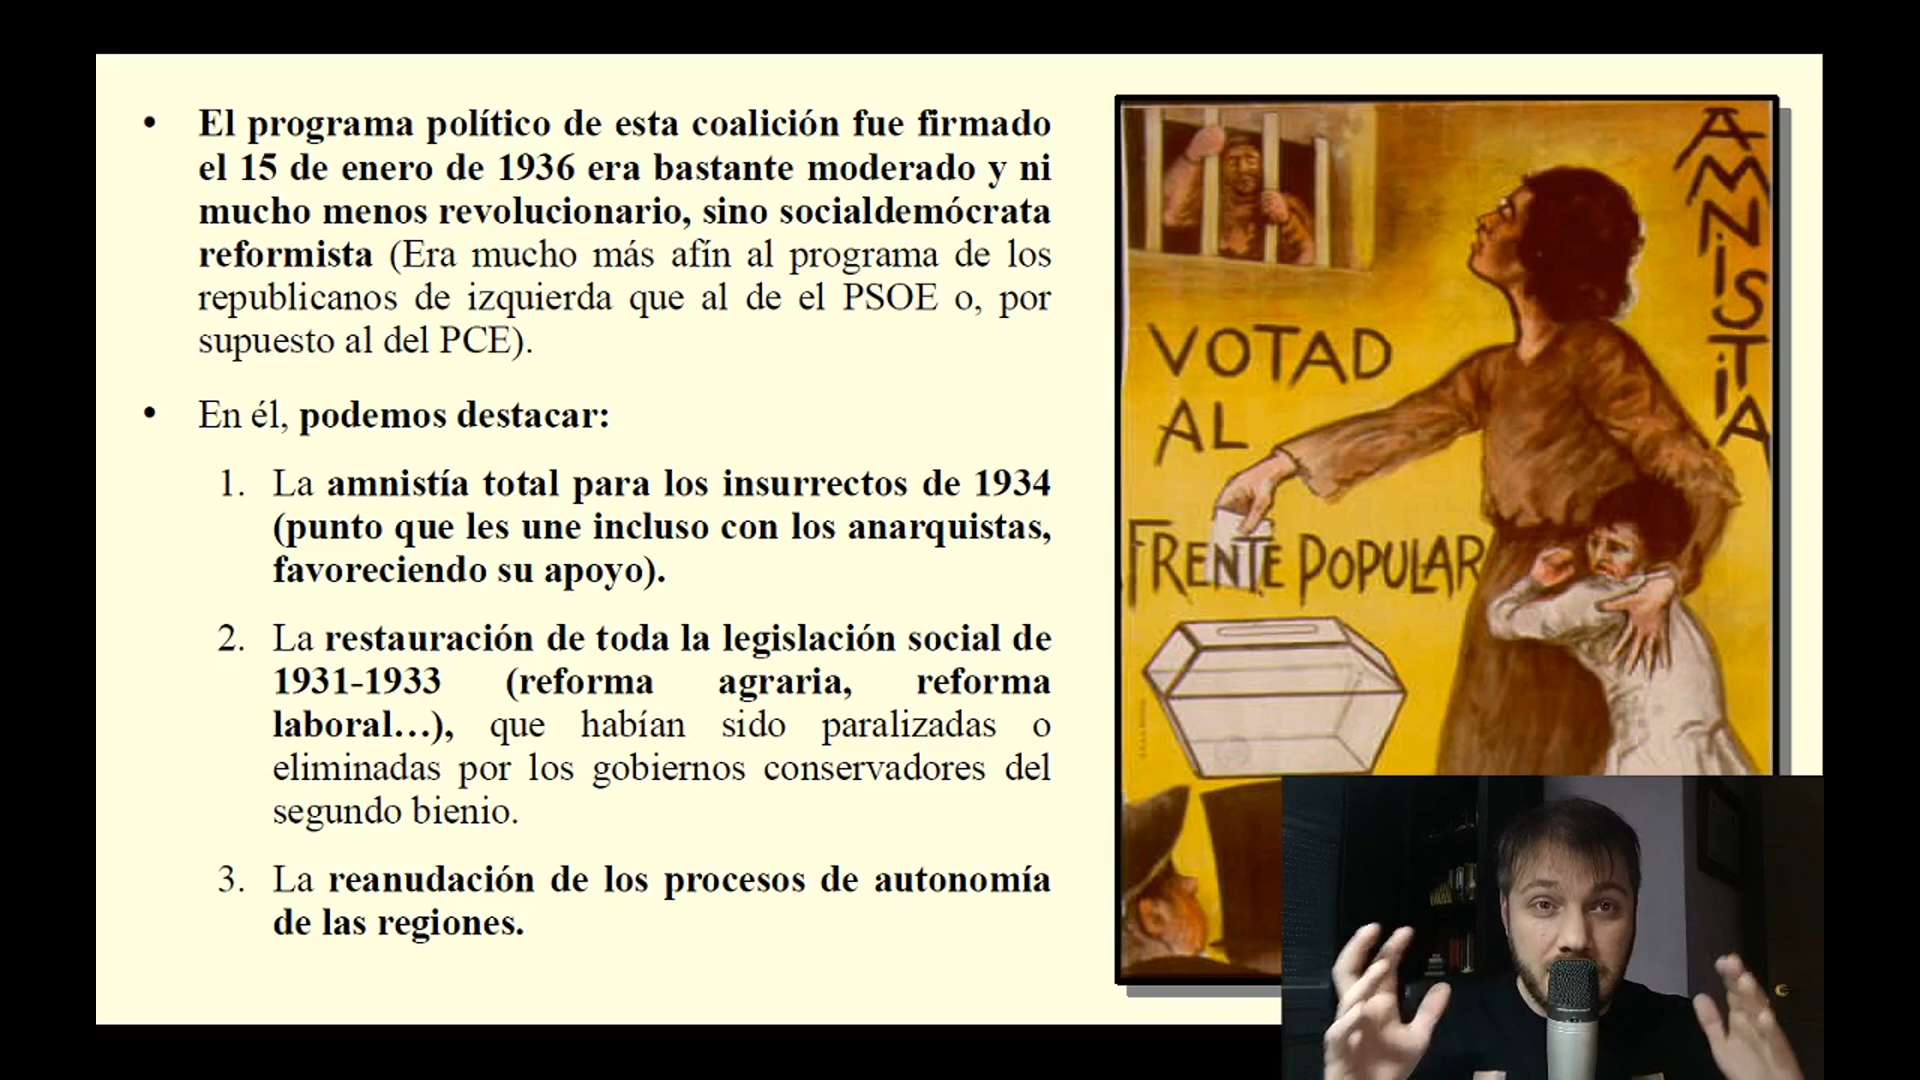 • El programa político de esta coalición fue firmado
el 15 de enero de 1936 era bastante moderado y ni
mucho menos revolucionario, sino socialdemócrata
reformista (Era mucho más afín al programa de los
republicanos de izquierda que al de el PSOE o, por
supuesto al del PCE).
• En él, podemos destacar:
1. La amnistía total para los insurrectos de 1934
(punto que les une incluso con los anarquistas,
favoreciendo su apoyo).
2. La restauración de toda la legislación social de
1931-1933 (reforma agraria, reforma
laboral…), que habían sido paralizadas o
eliminadas por los gobiernos conservadores del
segundo bienio.
3. La reanudación de los procesos de autonomía
de las regiones.
AMNiSTiA
VOTAD
AL
FRENTE POPULAR